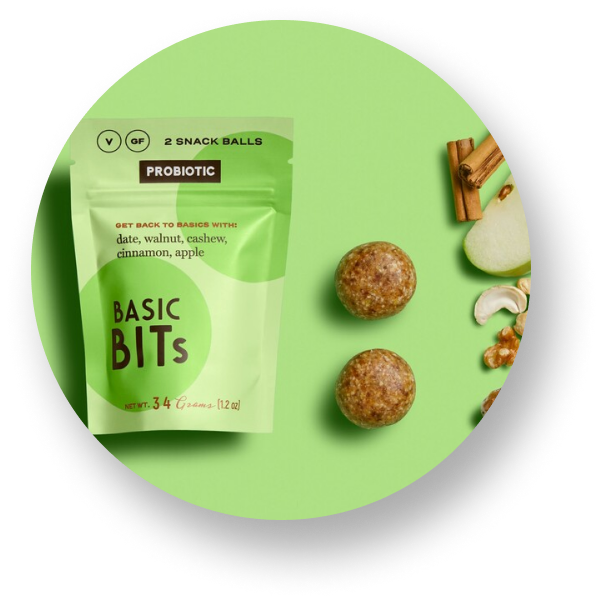 V GF 2 SNACK BALLS
PROBIOTIC
GET BACK TO BASICS WITH:
date, walnut, cashew,
cinnamon, apple
BASIC
BITs
NET WT. 34 Grams [1.2 oz]